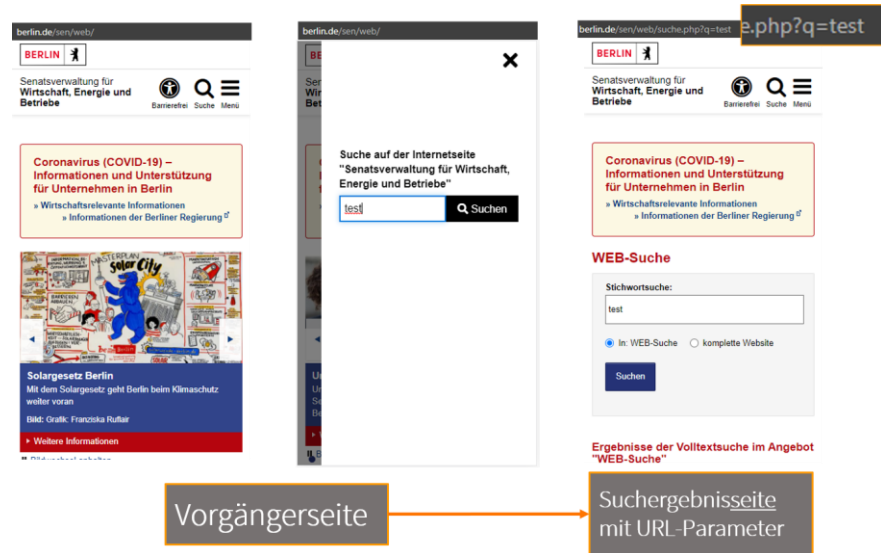 berlin.de/sen/web/
BERLIN
Senatsverwaltung für
Wirtschaft, Energie und
Betriebe
Barrierefrei Suche Menü
Coronavirus (COVID-19) –
Informationen und Unterstützung
für Unternehmen in Berlin
» Wirtschaftsrelevante Informationen
» Informationen der Berliner Regierung
MASTERPLAN
Solar City
Solargesetz Berlin
Mit dem Solargesetz geht Berlin beim Klimaschutz
weiter voran
Bild: Grafik: Franziska Ruflair
Weitere Informationen
berlin.de/sen/web/
Suche auf der Internetseite
"Senatsverwaltung für Wirtschaft,
Energie und Betriebe"
test
Suchen
berlin.de/sen/web/suche.php?q=test
e.php?q=test
BERLIN
Senatsverwaltung für
Wirtschaft, Energie und
Betriebe
Barrierefrei Suche Menü
Coronavirus (COVID-19) –
Informationen und Unterstützung
für Unternehmen in Berlin
» Wirtschaftsrelevante Informationen
» Informationen der Berliner Regierung
WEB-Suche
Stichwortsuche:
test
In: WEB-Suche komplette Website
Suchen
Ergebnisse der Volltextsuche im Angebot
"WEB-Suche"
Vorgängerseite
Suchergebnisseite
mit URL-Parameter